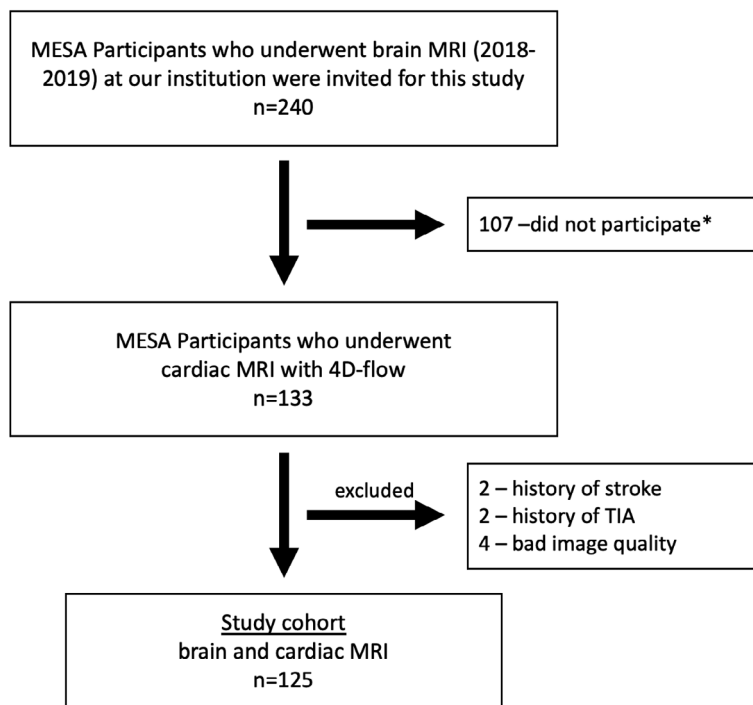 MESA Participants who underwent brain MRI (2018-
2019) at our institution were invited for this study
n=240
107 –did not participate*
MESA Participants who underwent
cardiac MRI with 4D-flow
n=133
excluded
2 – history of stroke
2 – history of TIA
4 – bad image quality
Study cohort
brain and cardiac MRI
n=125